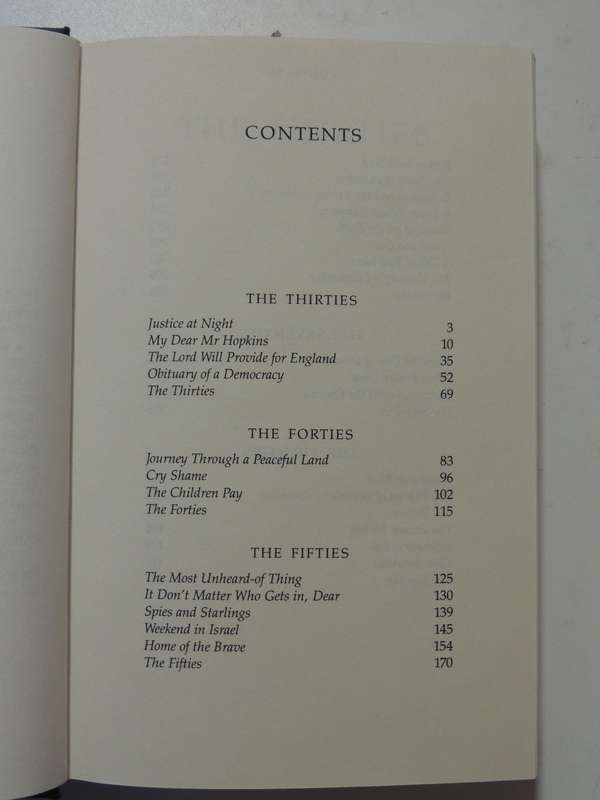 CONTENTS
THE THIRTIES
Justice at Night 3
My Dear Mr Hopkins 10
The Lord Will Provide for England 35
Obituary of a Democracy 52
The Thirties 69
THE FORTIES
Journey Through a Peaceful Land 83
Cry Shame 96
The Children Pay 102
The Forties 115
THE FIFTIES
The Most Unheard-of Thing 125
It Don't Matter Who Gets in, Dear 130
Spies and Starlings 139
Weekend in Israel 145
Home of the Brave 154
The Fifties 170